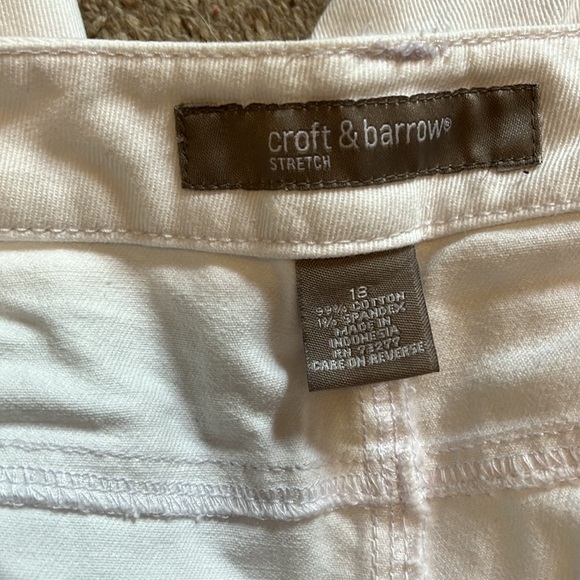 croft & barrow®
STRETCH
18
99% COTTON
1% SPANDEX
MADE IN
INDONESIA
RN 73277
CARE ON REVERSE